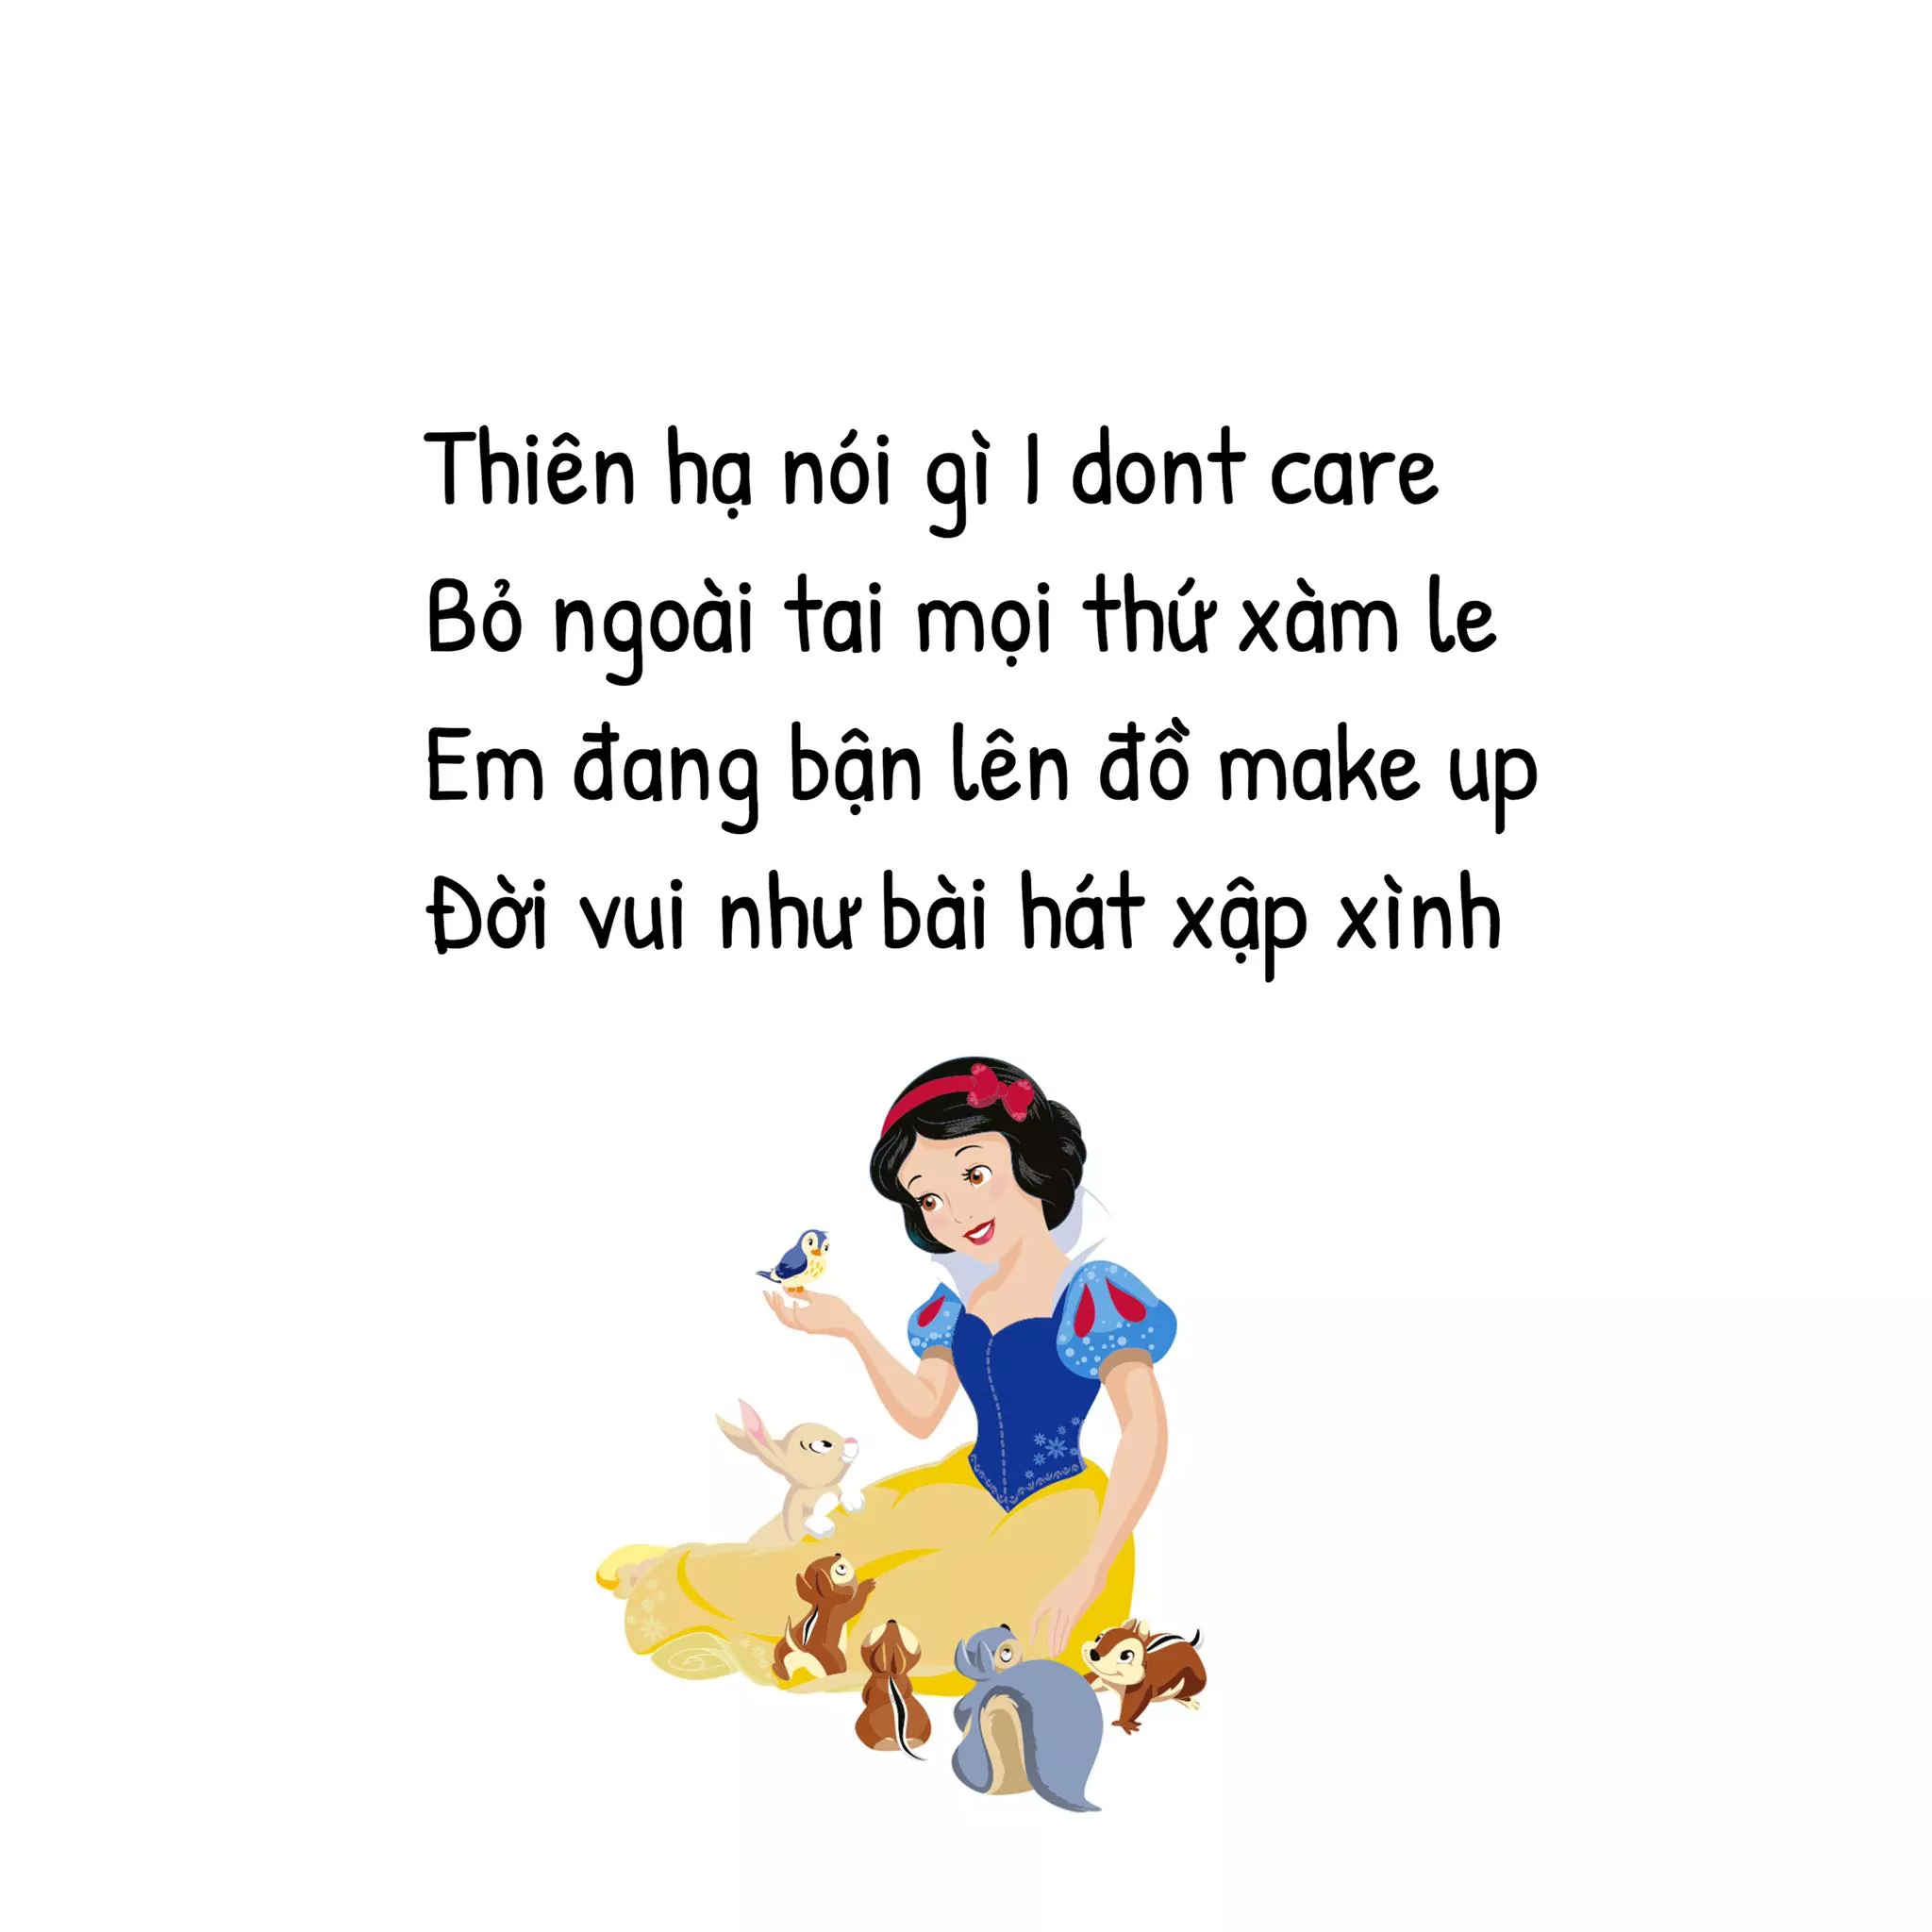 Thiên hạ nói gì I dont care
Bỏ ngoài tai mọi thứ xàm le
Em đang bận lên đồ make up
Đời vui như bài hát xập xình